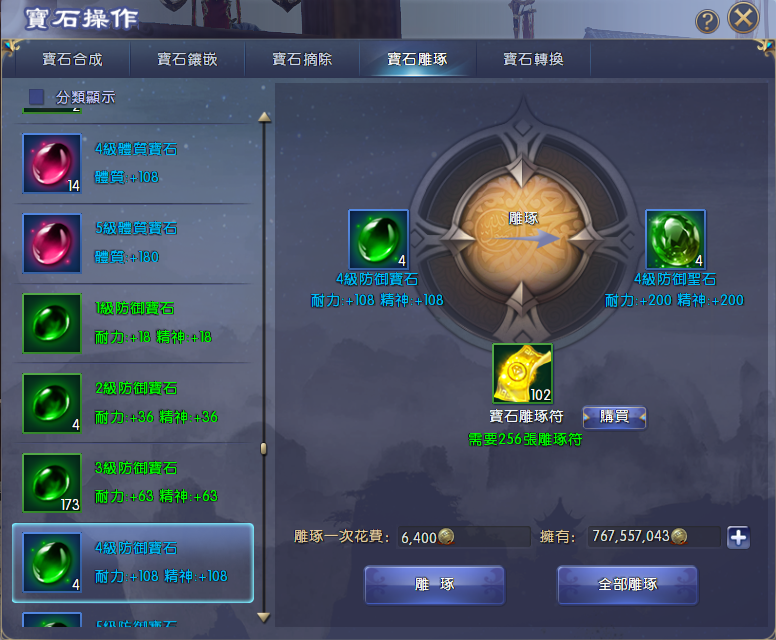 寶石操作
寶石合成 寶石鑲嵌 寶石摘除 寶石雕琢 寶石轉換
分類顯示
2
4級體質寶石
體質:+108
14
5級體質寶石
體質:+180
1級防御寶石
耐力:+18 精神:+18
2級防御寶石
耐力:+36 精神:+36
4
3級防御寶石
耐力:+63 精神:+63
173
4級防御寶石
耐力:+108 精神:+108
4
5級防御寶石
雕琢
4
4級防御寶石
耐力:+108 精神:+108
4
4級防御聖石
耐力:+200 精神:+200
102
寶石雕琢符
購買
需要256張雕琢符
雕琢一次花費: 6,400 擁有: 767,557,043
雕 琢 全部雕琢